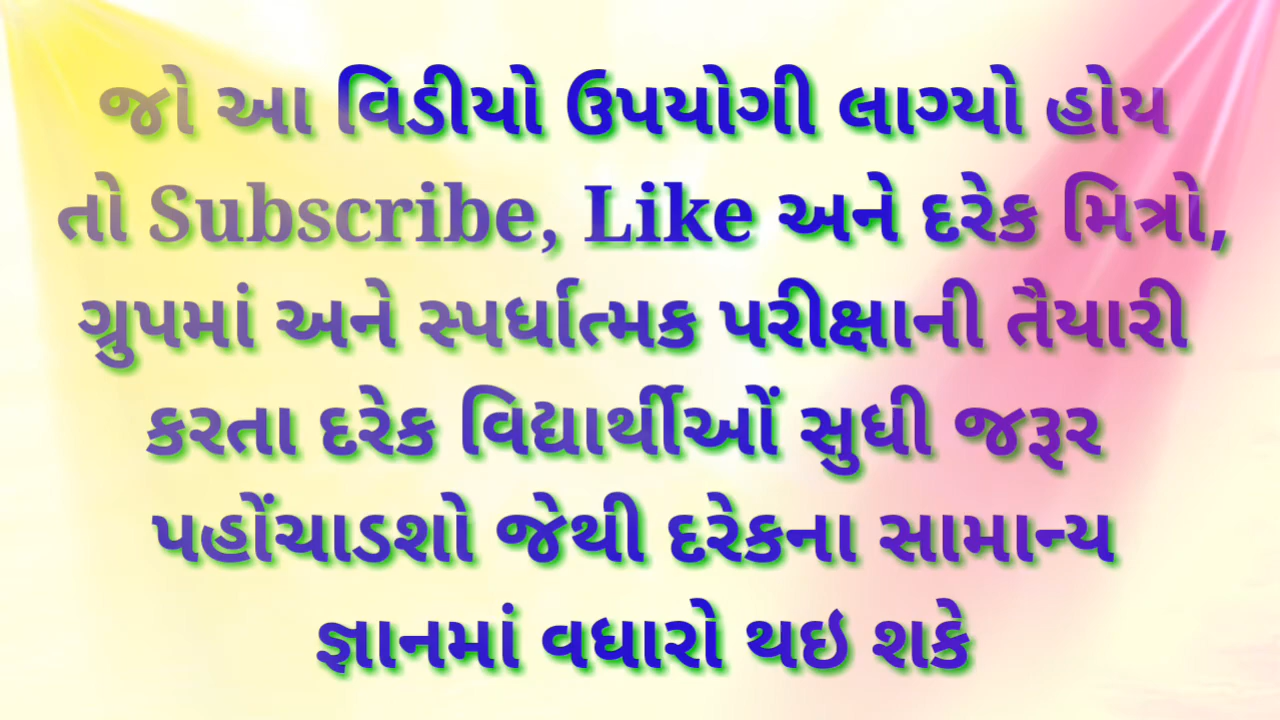 જો આ વિડીયો ઉપયોગી લાગ્યો હોય
તો Subscribe, Like અને દરેક મિત્રો,
ગ્રુપમાં અને સ્પર્ધાત્મક પરીક્ષાની તૈયારી
કરતા દરેક વિદ્યાર્થીઓં સુધી જરૂર
પહોંચાડશો જેથી દરેકના સામાન્ય
જ્ઞાનમાં વધારો થઇ શકે